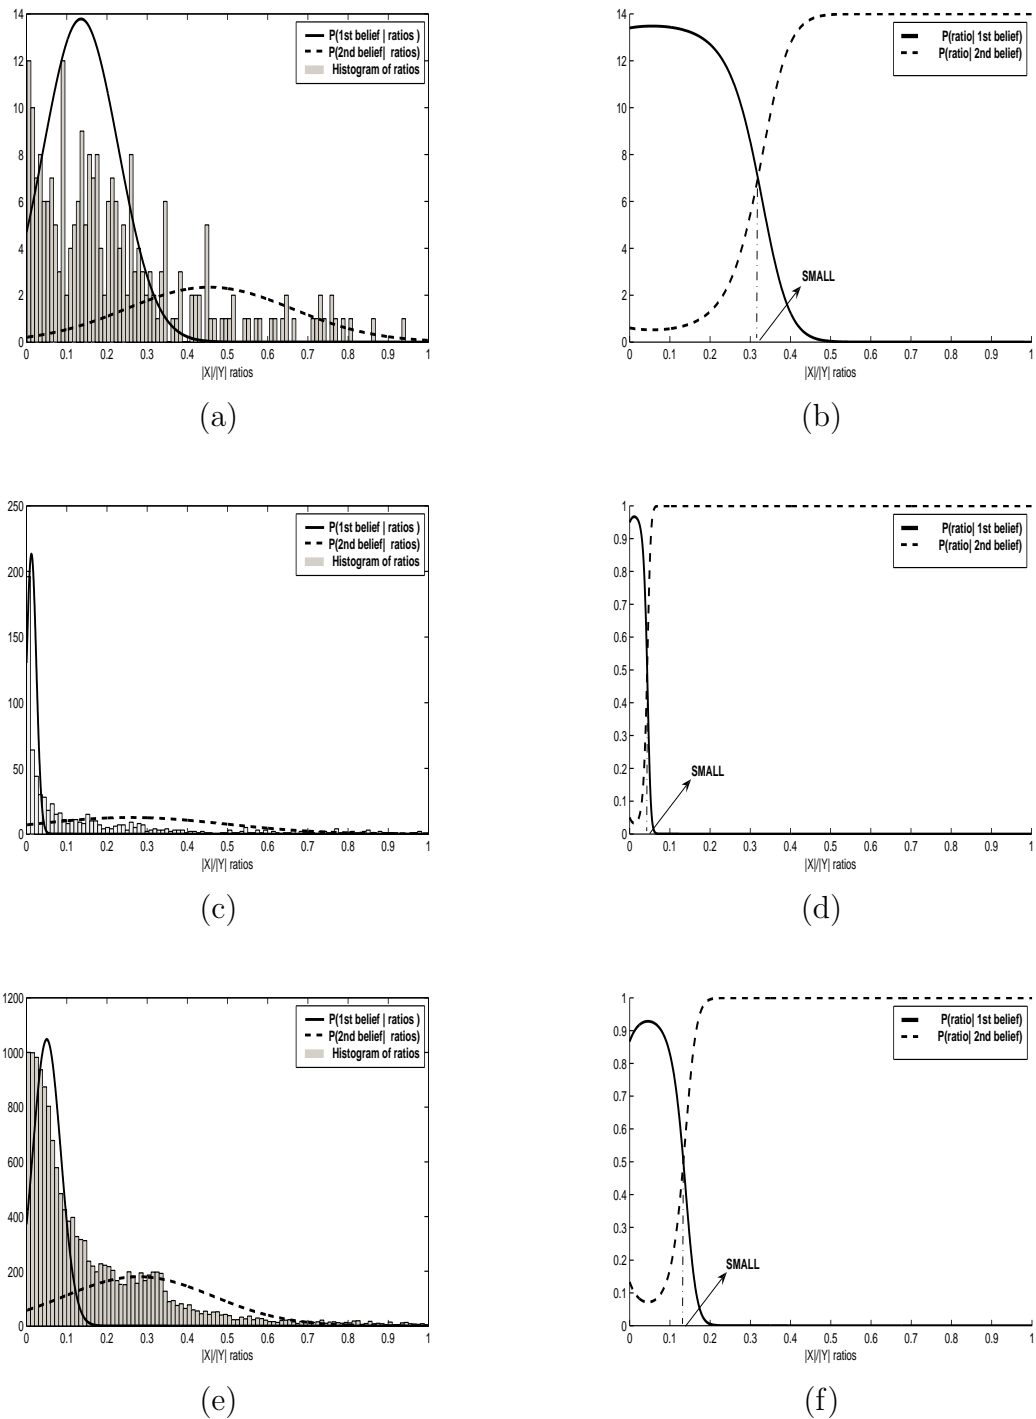 14
12
10
8
6
4
2
0
0 0.1 0.2 0.3 0.4 0.5 0.6 0.7 0.8 0.9 1
|X|/|Y| ratios
P(1st belief | ratios )
P(2nd belief| ratios)
Histogram of ratios
(a)
14
12
10
8
6
4
2
0
0 0.1 0.2 0.3 0.4 0.5 0.6 0.7 0.8 0.9 1
|X|/|Y| ratios
P(ratio| 1st belief)
P(ratio| 2nd belief)
SMALL
(b)
250
200
150
100
50
0
0 0.1 0.2 0.3 0.4 0.5 0.6 0.7 0.8 0.9 1
|X|/|Y| ratios
P(1st belief | ratios )
P(2nd belief| ratios)
Histogram of ratios
(c)
1
0.9
0.8
0.7
0.6
0.5
0.4
0.3
0.2
0.1
0
0 0.1 0.2 0.3 0.4 0.5 0.6 0.7 0.8 0.9 1
|X|/|Y| ratios
P(ratio| 1st belief)
P(ratio| 2nd belief)
SMALL
(d)
1200
1000
800
600
400
200
0
0 0.1 0.2 0.3 0.4 0.5 0.6 0.7 0.8 0.9 1
|X|/|Y| ratios
P(1st belief | ratios )
P(2nd belief| ratios)
Histogram of ratios
(e)
1
0.9
0.8
0.7
0.6
0.5
0.4
0.3
0.2
0.1
0
0 0.1 0.2 0.3 0.4 0.5 0.6 0.7 0.8 0.9 1
|X|/|Y| ratios
P(ratio| 1st belief)
P(ratio| 2nd belief)
SMALL
(f)